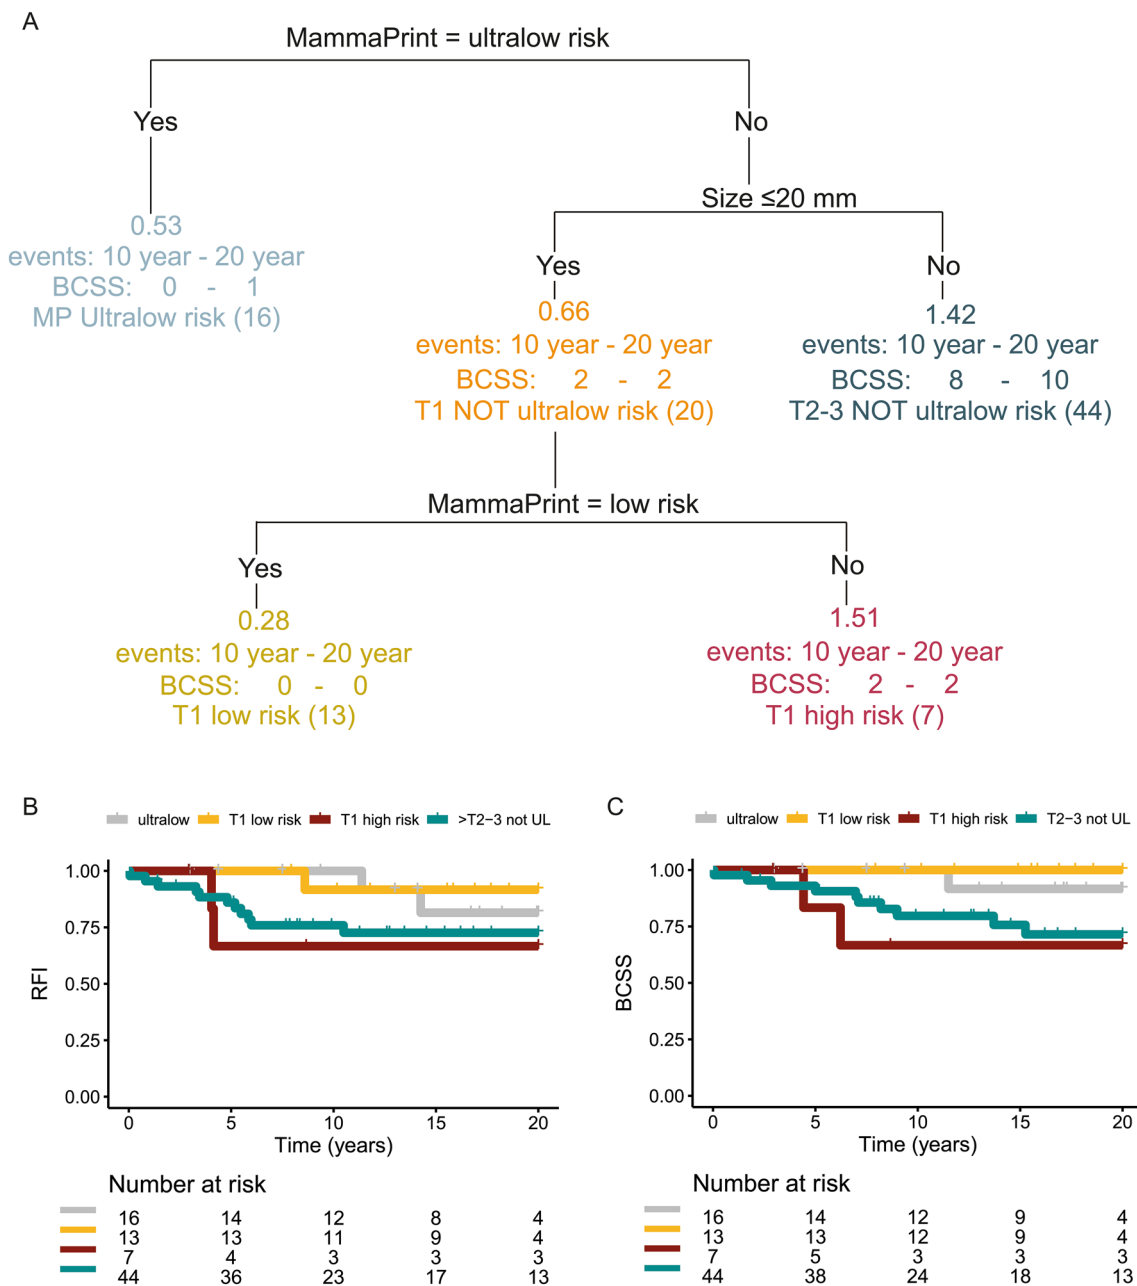 A
MammaPrint = ultralow risk
Yes
No
Size ≤20 mm
0.53
events: 10 year - 20 year
BCSS: 0 - 1
MP Ultralow risk (16)
Yes
No
0.66
events: 10 year - 20 year
BCSS: 2 - 2
T1 NOT ultralow risk (20)
1.42
events: 10 year - 20 year
BCSS: 8 - 10
T2-3 NOT ultralow risk (44)
MammaPrint = low risk
Yes
No
0.28
events: 10 year - 20 year
BCSS: 0 - 0
T1 low risk (13)
1.51
events: 10 year - 20 year
BCSS: 2 - 2
T1 high risk (7)
B
ultralow T1 low risk T1 high risk >T2−3 not UL
1.00
0.75
0.50
0.25
0.00
RFI
0 5 10 15 20
Time (years)
Number at risk
16 14 12 8 4
13 13 11 9 4
7 4 3 3 3
44 36 23 17 13
C
ultralow T1 low risk T1 high risk T2−3 not UL
1.00
0.75
0.50
0.25
0.00
BCSS
0 5 10 15 20
Time (years)
Number at risk
16 14 12 9 4
13 13 12 9 4
7 5 3 3 3
44 38 24 18 13